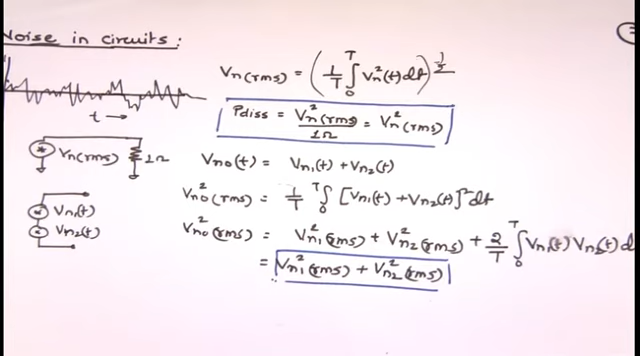 Noise in circuits:
Vn(rms) = (1/T ∫₀ᵀ Vn²(t)dt)^1/2
t →
Pdiss = Vn²(rms)/1Ω = Vn²(rms)
Vn(rms) 1Ω
Vno(t) = Vn1(t) + Vn2(t)
Vno²(rms) = 1/T ∫₀ᵀ [Vn1(t) + Vn2(t)]² dt
Vn1(t)
Vn2(t)
Vno²(rms) = Vn1²(rms) + Vn2²(rms) + 2/T ∫₀ᵀ Vn1(t) Vn2(t) d
= Vn1²(rms) + Vn2²(rms)